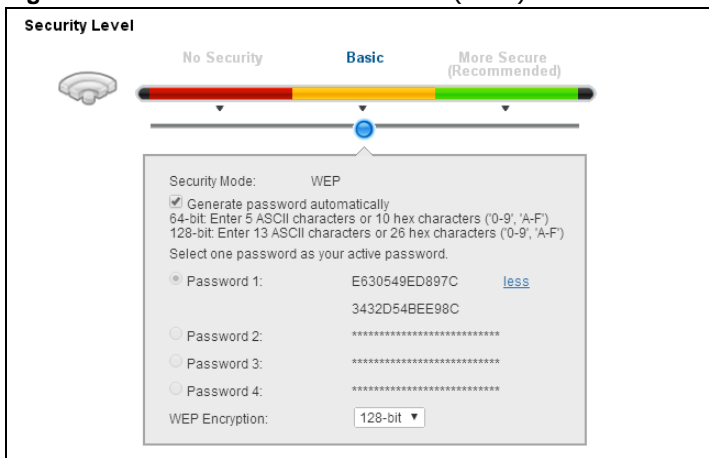 Security Level
No Security
Basic
More Secure
(Recommended)
Security Mode: WEP
Generate password automatically
64-bit: Enter 5 ASCII characters or 10 hex characters ('0-9', 'A-F')
128-bit: Enter 13 ASCII characters or 26 hex characters ('0-9', 'A-F')
Select one password as your active password.
Password 1: E630549ED897C less
3432D54BEE98C
Password 2: **************************
Password 3: **************************
Password 4: **************************
WEP Encryption: 128-bit